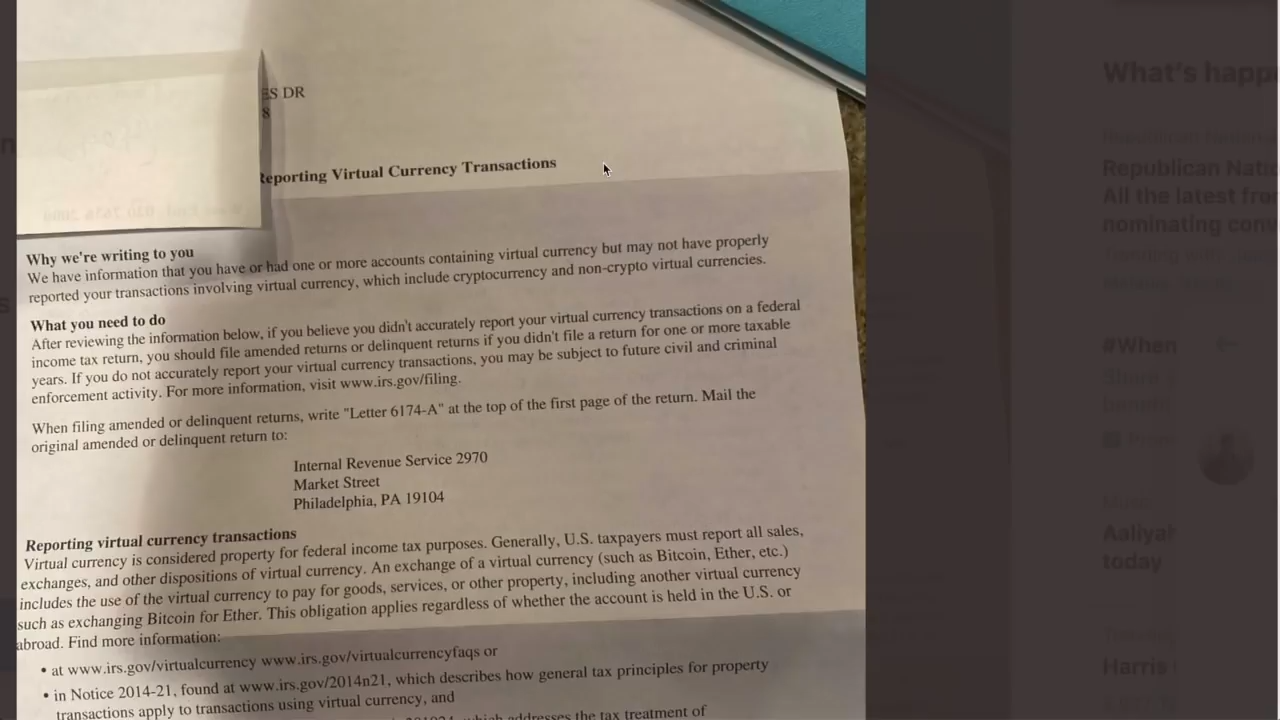 ES DR
8
Reporting Virtual Currency Transactions
Why we're writing to you
We have information that you have or had one or more accounts containing virtual currency but may not have properly
reported your transactions involving virtual currency, which include cryptocurrency and non-crypto virtual currencies.
What you need to do
After reviewing the information below, if you believe you didn't accurately report your virtual currency transactions on a federal
income tax return, you should file amended returns or delinquent returns if you didn't file a return for one or more taxable
years. If you do not accurately report your virtual currency transactions, you may be subject to future civil and criminal
enforcement activity. For more information, visit www.irs.gov/filing.
When filing amended or delinquent returns, write "Letter 6174-A" at the top of the first page of the return. Mail the
original amended or delinquent return to:
Internal Revenue Service 2970
Market Street
Philadelphia, PA 19104
Reporting virtual currency transactions
Virtual currency is considered property for federal income tax purposes. Generally, U.S. taxpayers must report all sales,
exchanges, and other dispositions of virtual currency. An exchange of a virtual currency (such as Bitcoin, Ether, etc.)
includes the use of the virtual currency to pay for goods, services, or other property, including another virtual currency
such as exchanging Bitcoin for Ether. This obligation applies regardless of whether the account is held in the U.S. or
abroad. Find more information:
• at www.irs.gov/virtualcurrency www.irs.gov/virtualcurrencyfaqs or
• in Notice 2014-21, found at www.irs.gov/2014n21, which describes how general tax principles for property
transactions apply to transactions using virtual currency, and
which addresses the tax treatment of
What's happ
Republican Nati
All the latest from
nominating conv
#When
Aaliyah
today
Harris